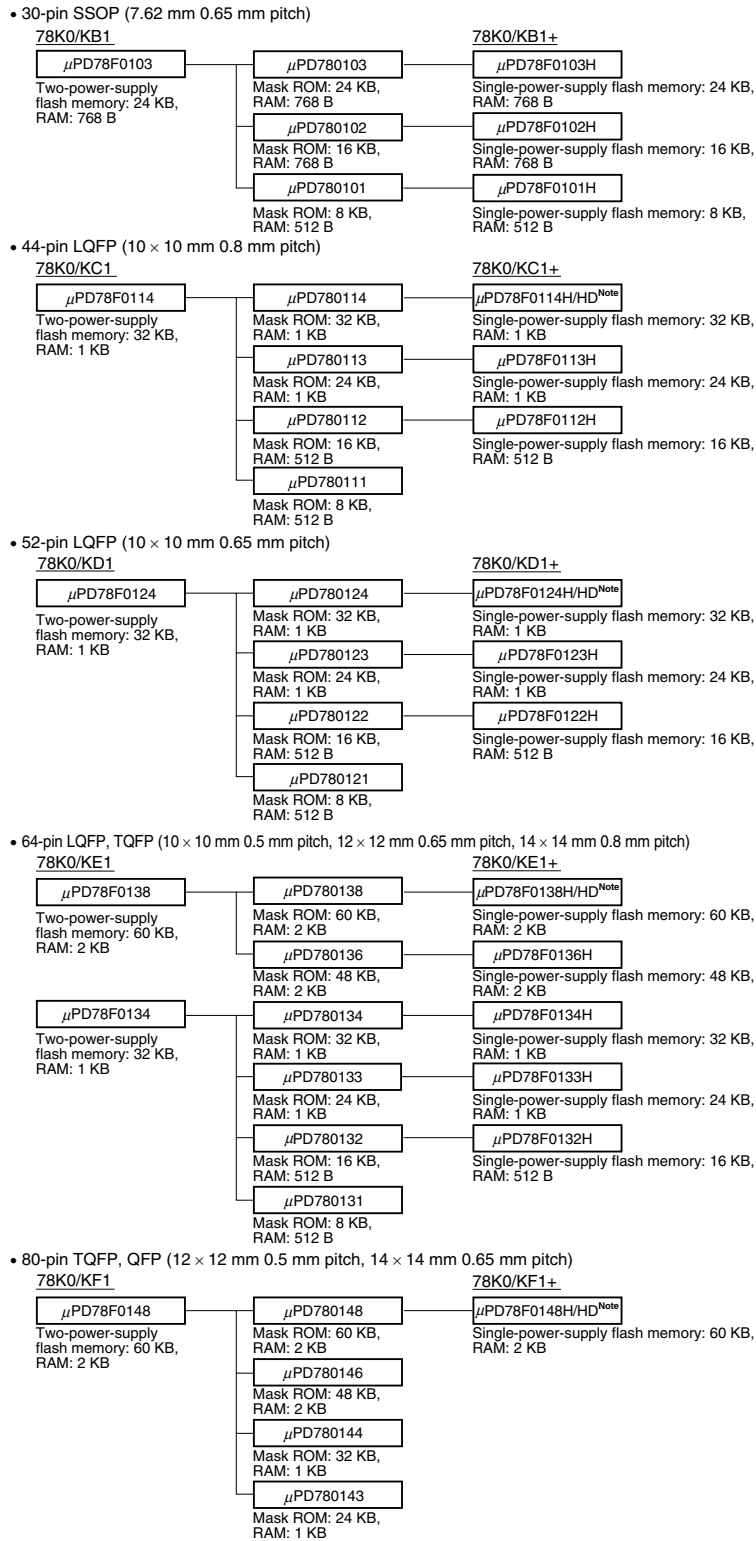 • 30-pin SSOP (7.62 mm 0.65 pitch)
78K0/KB1 78K0/KB1+
μPD78F0103 μPD780103 μPD78F0103H
Two-power-supply flash memory: 24 KB, RAM: 768 B
Mask ROM: 24 KB, RAM: 768 B
Single-power-supply flash memory: 24 KB, RAM: 768 B
μPD780102 μPD78F0102H
Mask ROM: 16 KB, RAM: 768 B
Single-power-supply flash memory: 16 KB, RAM: 768 B
μPD780101 μPD78F0101H
Mask ROM: 8 KB, RAM: 512 B
Single-power-supply flash memory: 8 KB, RAM: 512 B
• 44-pin LQFP (10 × 10 mm 0.8 mm pitch)
78K0/KC1 78K0/KC1+
μPD78F0114 μPD780114 μPD78F0114H/HDNote
Two-power-supply flash memory: 32 KB, RAM: 1 KB
Mask ROM: 32 KB, RAM: 1 KB
Single-power-supply flash memory: 32 KB, RAM: 1 KB
μPD780113 μPD78F0113H
Mask ROM: 24 KB, RAM: 1 KB
Single-power-supply flash memory: 24 KB, RAM: 1 KB
μPD780112 μPD78F0112H
Mask ROM: 16 KB, RAM: 512 B
Single-power-supply flash memory: 16 KB, RAM: 512 B
μPD780111
Mask ROM: 8 KB, RAM: 512 B
• 52-pin LQFP (10 × 10 mm 0.65 mm pitch)
78K0/KD1 78K0/KD1+
μPD78F0124 μPD780124 μPD78F0124H/HDNote
Two-power-supply flash memory: 32 KB, RAM: 1 KB
Mask ROM: 32 KB, RAM: 1 KB
Single-power-supply flash memory: 32 KB, RAM: 1 KB
μPD780123 μPD78F0123H
Mask ROM: 24 KB, RAM: 1 KB
Single-power-supply flash memory: 24 KB, RAM: 1 KB
μPD780122 μPD78F0122H
Mask ROM: 16 KB, RAM: 512 B
Single-power-supply flash memory: 16 KB, RAM: 512 B
μPD780121
Mask ROM: 8 KB, RAM: 512 B
• 64-pin LQFP, TQFP (10 × 10 mm 0.5 mm pitch, 12 × 12 mm 0.65 mm pitch, 14 × 14 mm 0.8 mm pitch)
78K0/KE1 78K0/KE1+
μPD78F0138 μPD780138 μPD78F0138H/HDNote
Two-power-supply flash memory: 60 KB, RAM: 2 KB
Mask ROM: 60 KB, RAM: 2 KB
Single-power-supply flash memory: 60 KB, RAM: 2 KB
μPD780136 μPD78F0136H
Mask ROM: 48 KB, RAM: 2 KB
Single-power-supply flash memory: 48 KB, RAM: 2 KB
μPD78F0134 μPD780134 μPD78F0134H
Two-power-supply flash memory: 32 KB, RAM: 1 KB
Mask ROM: 32 KB, RAM: 1 KB
Single-power-supply flash memory: 32 KB, RAM: 1 KB
μPD780133 μPD78F0133H
Mask ROM: 24 KB, RAM: 1 KB
Single-power-supply flash memory: 24 KB, RAM: 1 KB
μPD780132 μPD78F0132H
Mask ROM: 16 KB, RAM: 512 B
Single-power-supply flash memory: 16 KB, RAM: 512 B
μPD780131
Mask ROM: 8 KB, RAM: 512 B
• 80-pin TQFP, QFP (12 × 12 mm 0.5 mm pitch, 14 × 14 mm 0.65 mm pitch)
78K0/KF1 78K0/KF1+
μPD78F0148 μPD780148 μPD78F0148H/HDNote
Two-power-supply flash memory: 60 KB, RAM: 2 KB
Mask ROM: 60 KB, RAM: 2 KB
Single-power-supply flash memory: 60 KB, RAM: 2 KB
μPD780146
Mask ROM: 48 KB, RAM: 2 KB
μPD780144
Mask ROM: 32 KB, RAM: 1 KB
μPD780143
Mask ROM: 24 KB, RAM: 1 KB